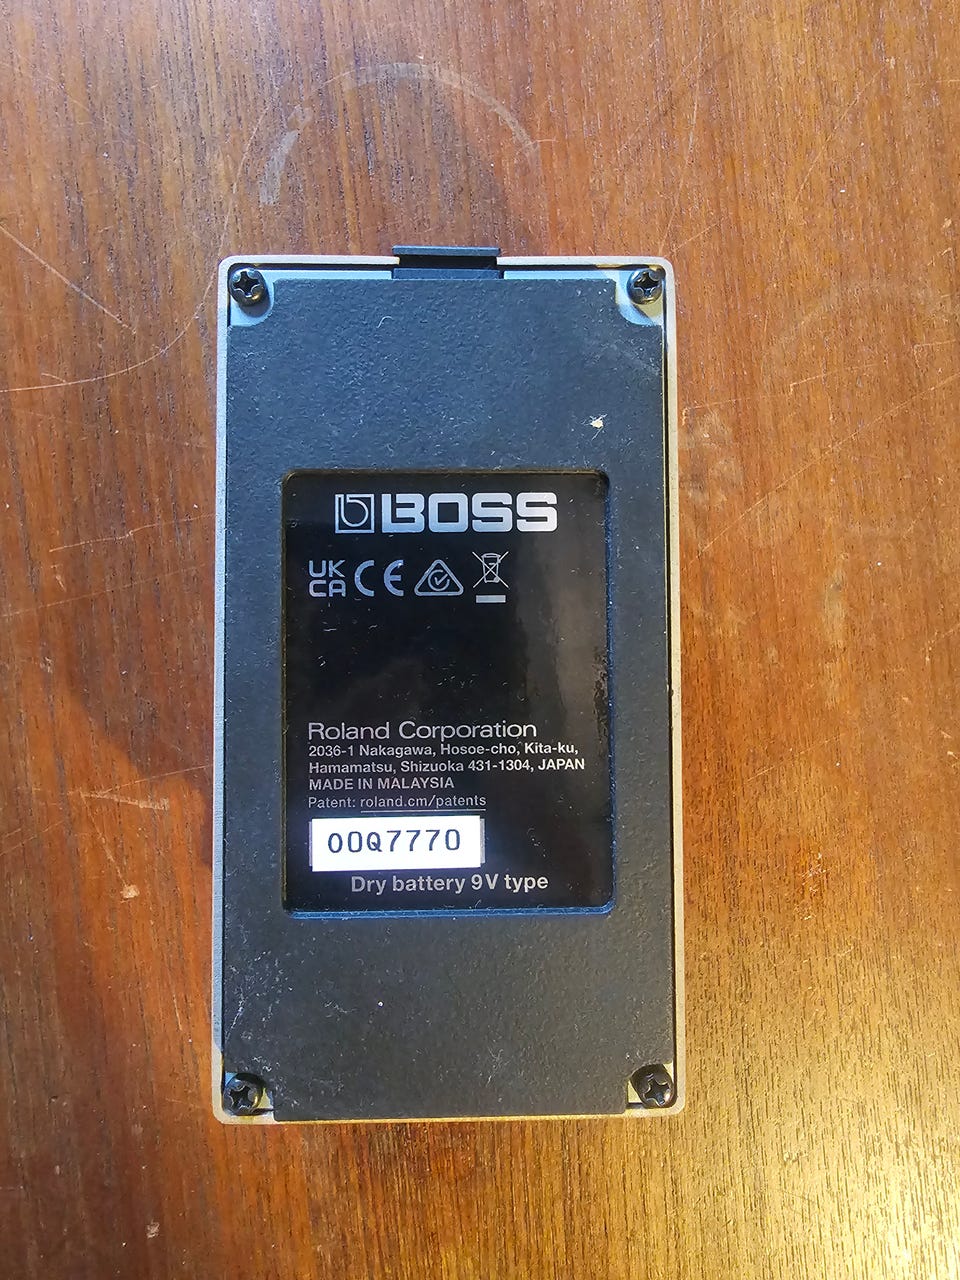 BOSS
UK
CA CE
Roland Corporation
2036-1 Nakagawa, Hosoe-cho, Kita-ku,
Hamamatsu, Shizuoka 431-1304, JAPAN
MADE IN MALAYSIA
Patent: roland.cm/patents
00Q7770
Dry battery 9V type